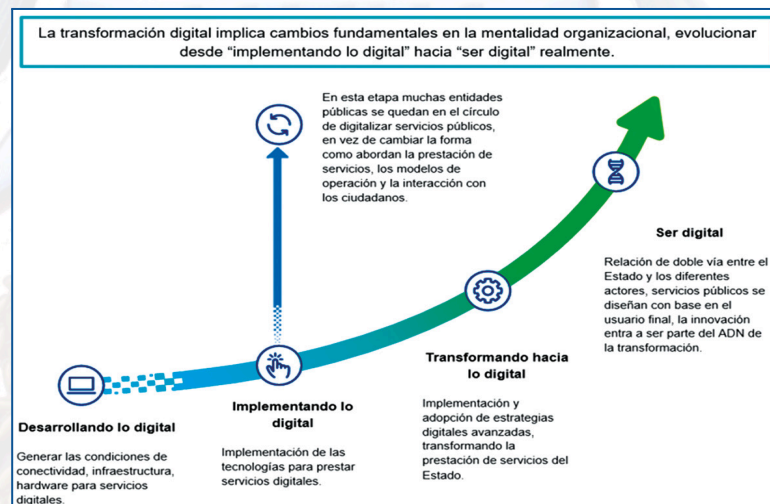 La transformación digital implica cambios fundamentales en la mentalidad organizacional, evolucionar
desde “implementando lo digital” hacia “ser digital” realmente.
En esta etapa muchas entidades
públicas se quedan en el círculo
de digitalizar servicios públicos,
en vez de cambiar la forma
como abordan la prestación de
servicios, los modelos de
operación y la interacción con
los ciudadanos.
Ser digital
Relación de doble vía entre el
Estado y los diferentes
actores, servicios públicos se
diseñan con base en el
usuario final, la innovación
entra a ser parte del ADN de
la transformación.
Transformando hacia
lo digital
Implementación y
adopción de estrategias
digitales avanzadas,
transformando la
prestación de servicios del
Estado.
Implementando lo
digital
Implementación de las
tecnologías para prestar
servicios digitales.
Desarrollando lo digital
Generar las condiciones de
conectividad, infraestructura,
hardware para servicios
digitales.